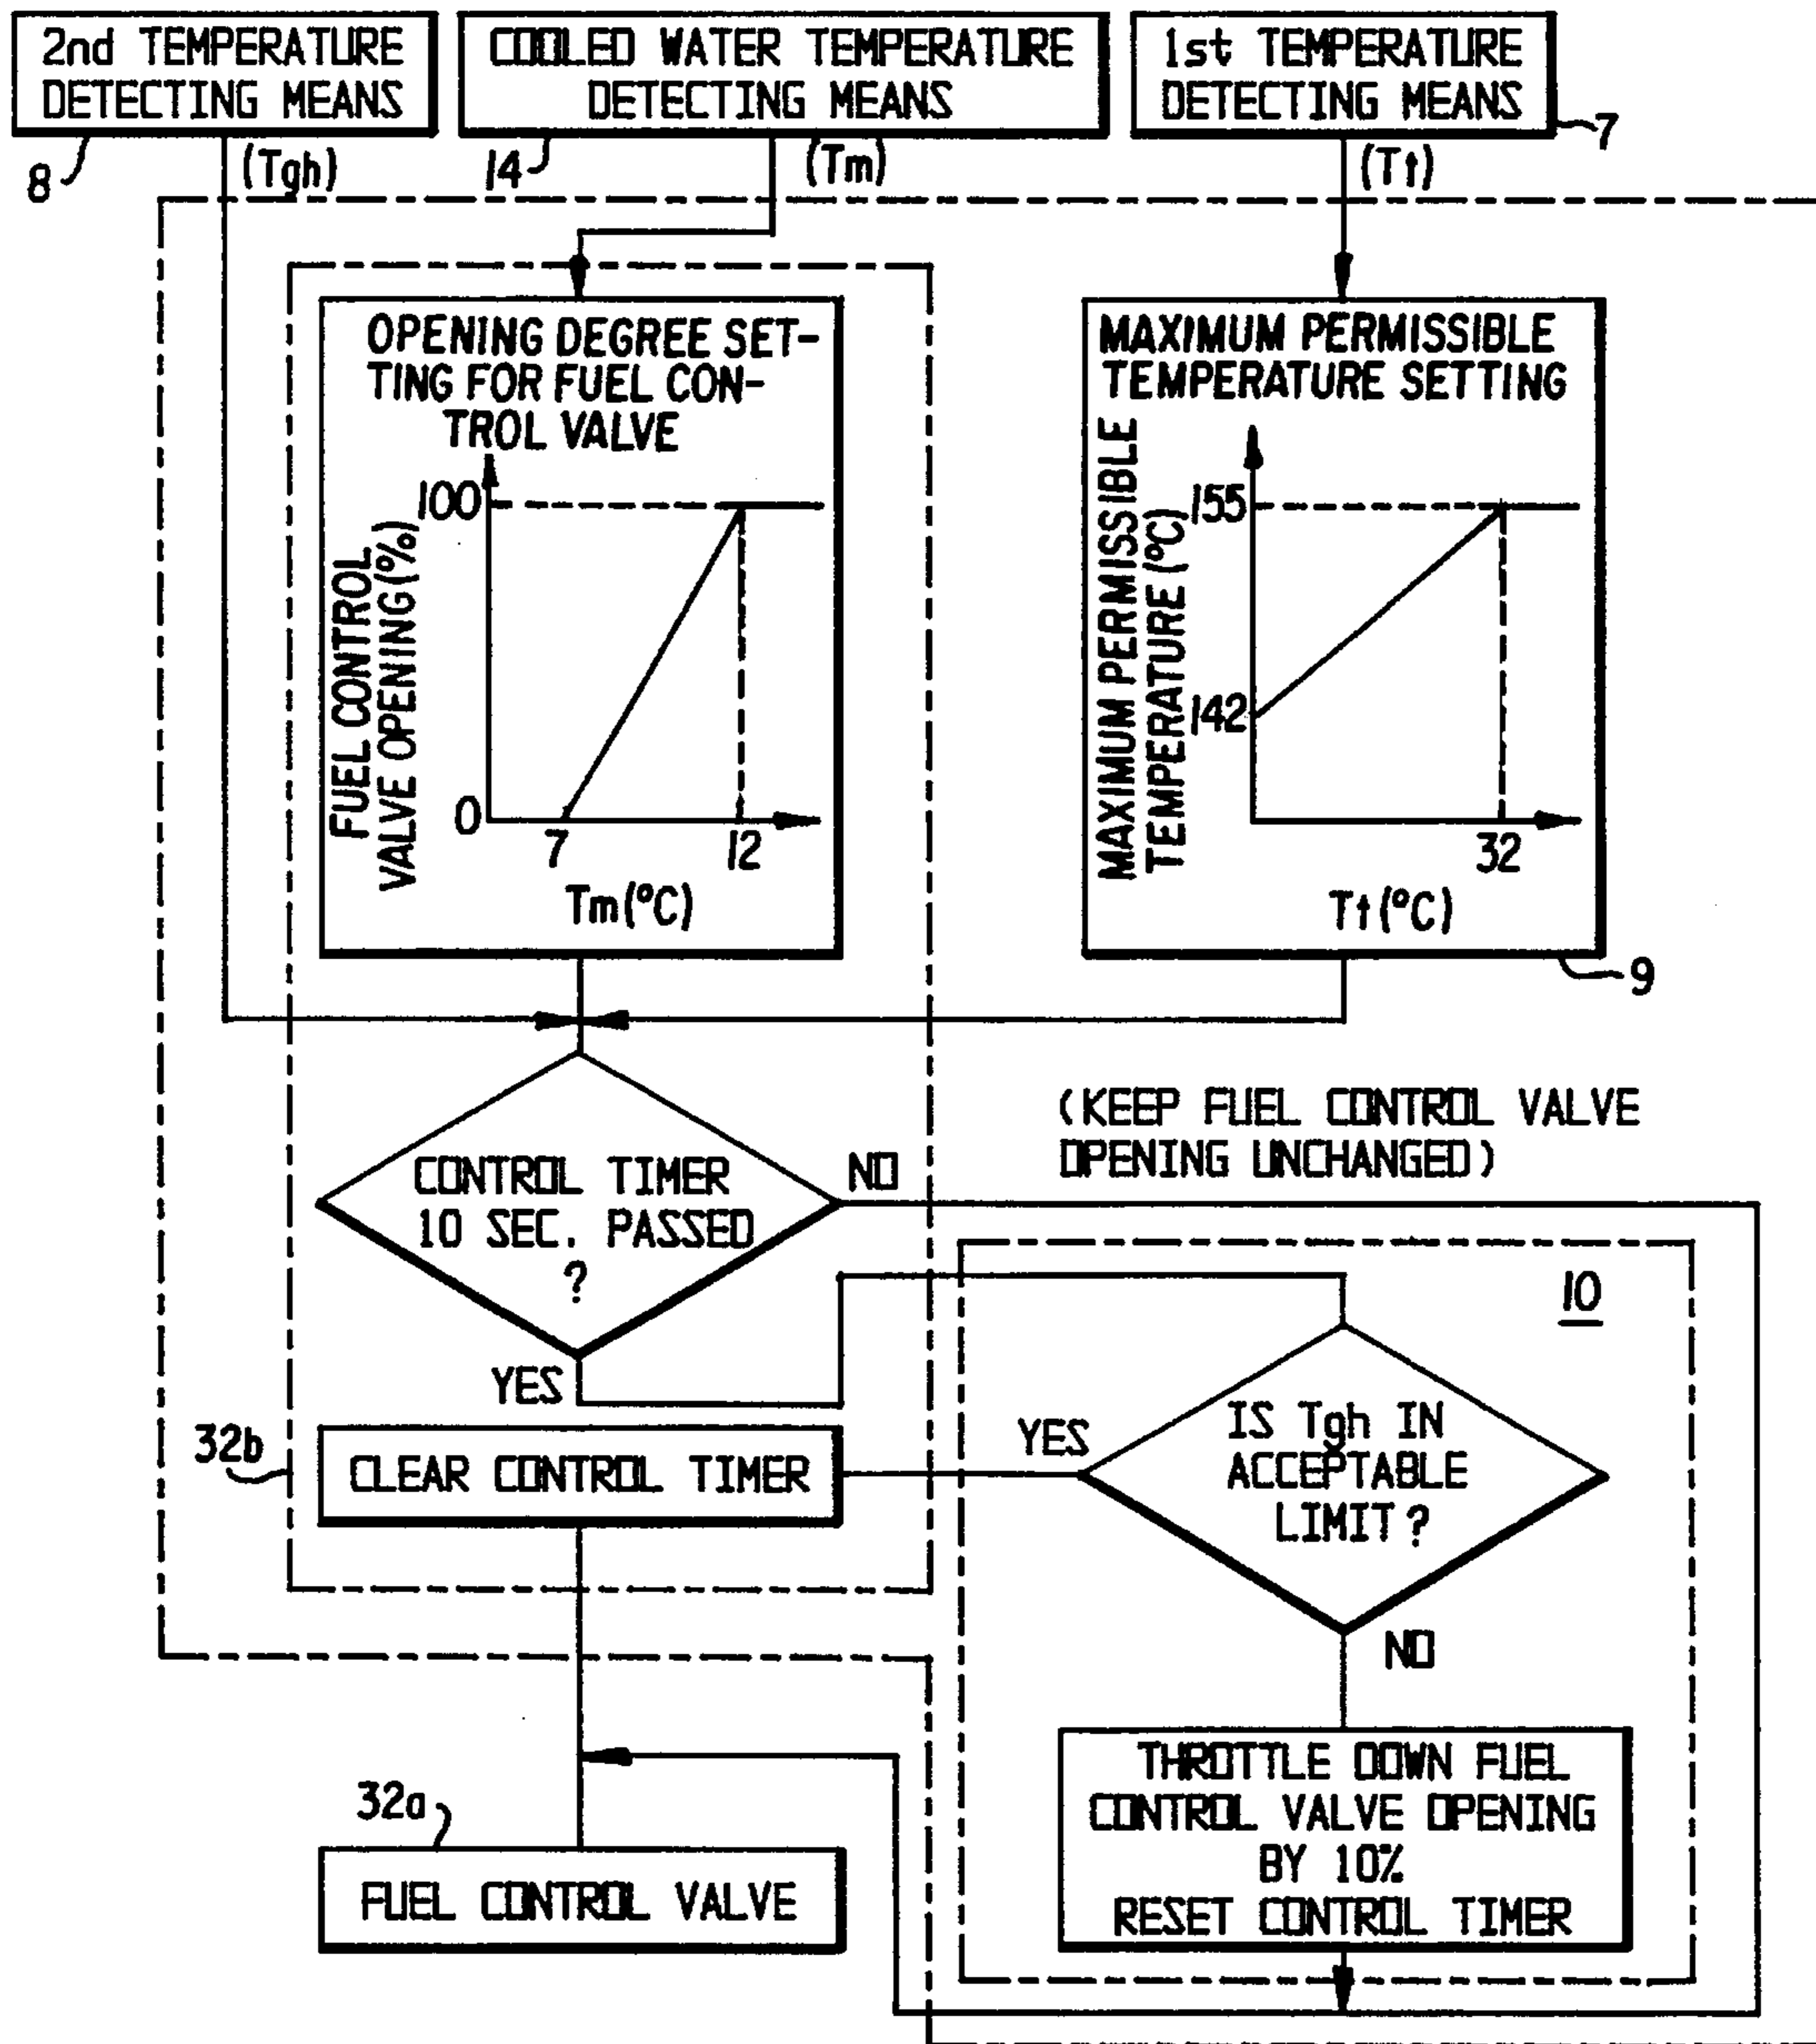 2nd TEMPERATURE
DETECTING MEANS
COOLED WATER TEMPERATURE
DETECTING MEANS
1st TEMPERATURE
DETECTING MEANS
8
(Tgh)
14
(Tm)
(Tt)
7
OPENING DEGREE SET-
TING FOR FUEL CON-
TROL VALVE
FUEL CONTROL
VALVE OPENING (%)
100
0
7
12
Tm (°C)
MAXIMUM PERMISSIBLE
TEMPERATURE SETTING
MAXIMUM PERMISSIBLE
TEMPERATURE (°C)
155
142
32
Tt (°C)
9
CONTROL TIMER
10 SEC. PASSED
?
NO
(KEEP FUEL CONTROL VALVE
OPENING UNCHANGED)
YES
10
IS Tgh IN
ACCEPTABLE
LIMIT?
YES
32b
CLEAR CONTROL TIMER
NO
THROTTLE DOWN FUEL
CONTROL VALVE OPENING
BY 10%
RESET CONTROL TIMER
32a
FUEL CONTROL VALVE